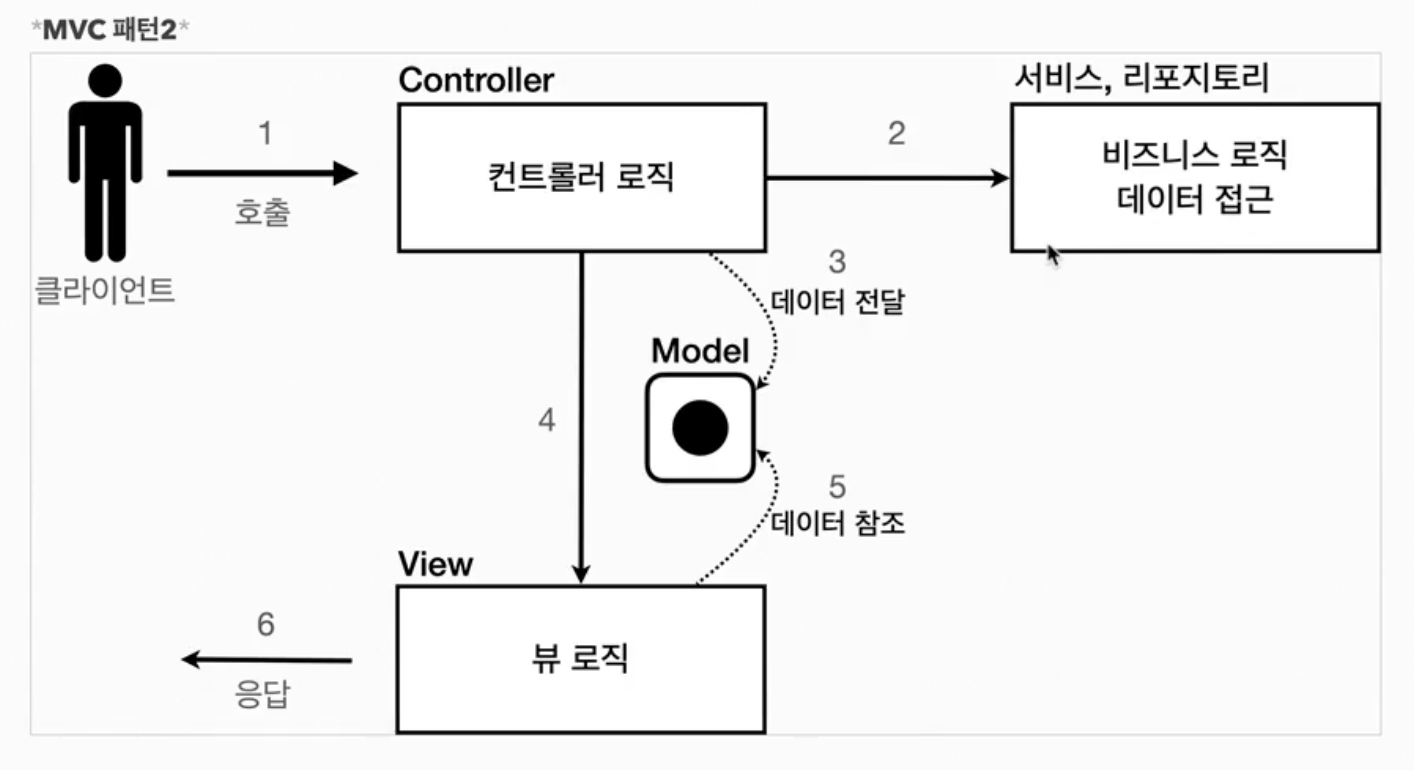 *MVC 패턴2*
Controller
서비스, 리포지토리
1
2
컨트롤러 로직
비즈니스 로직
데이터 접근
호출
클라이언트
3
데이터 전달
Model
4
5
데이터 참조
View
6
뷰 로직
응답